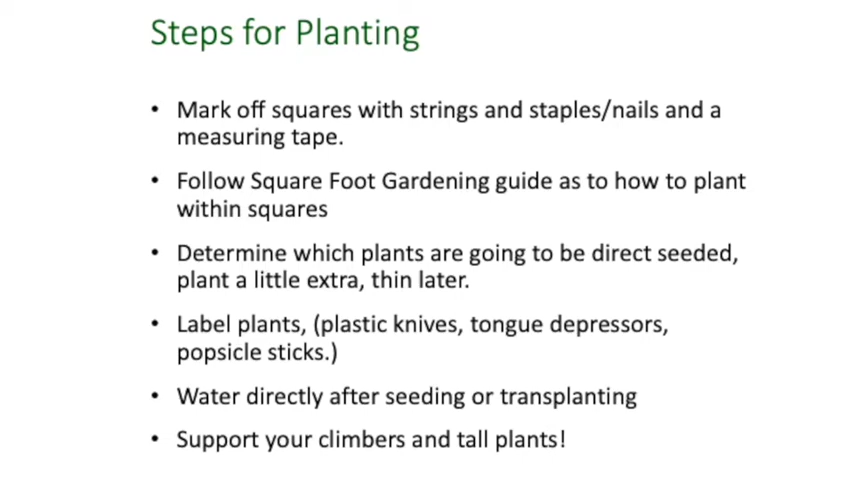 Steps for Planting
• Mark off squares with strings and staples/nails and a
measuring tape.
• Follow Square Foot Gardening guide as to how to plant
within squares
• Determine which plants are going to be direct seeded,
plant a little extra, thin later.
• Label plants, (plastic knives, tongue depressors,
popsicle sticks.)
• Water directly after seeding or transplanting
• Support your climbers and tall plants!